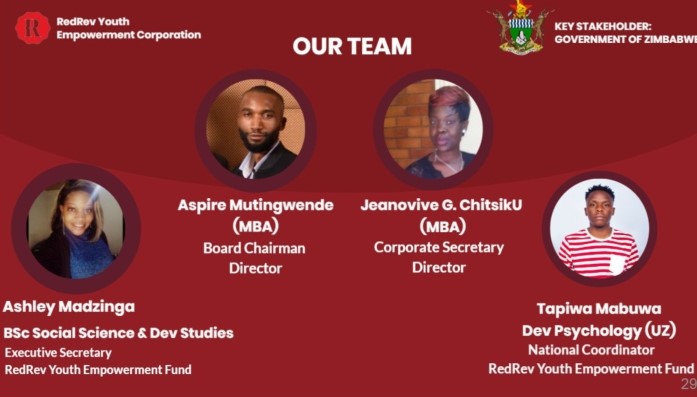 RedRev Youth
Empowerment Corporation
OUR TEAM
KEY STAKEHOLDER:
GOVERNMENT OF ZIMBABWE
Aspire Mutingwende
(MBA)
Board Chairman
Director
Jeanovive G. ChitsikU
(MBA)
Corporate Secretary
Director
Ashley Madzinga
BSc Social Science & Dev Studies
Executive Secretary
RedRev Youth Empowerment Fund
Tapiwa Mabuwa
Dev Psychology (UZ)
National Coordinator
RedRev Youth Empowerment Fund
29